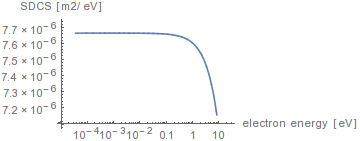 SDCS [m2/ eV]
7.7 × 10⁻⁶
7.6 × 10⁻⁶
7.5 × 10⁻⁶
7.4 × 10⁻⁶
7.3 × 10⁻⁶
7.2 × 10⁻⁶
electron energy [eV]
10⁻⁴ 10⁻³ 10⁻² 0.1 1 10